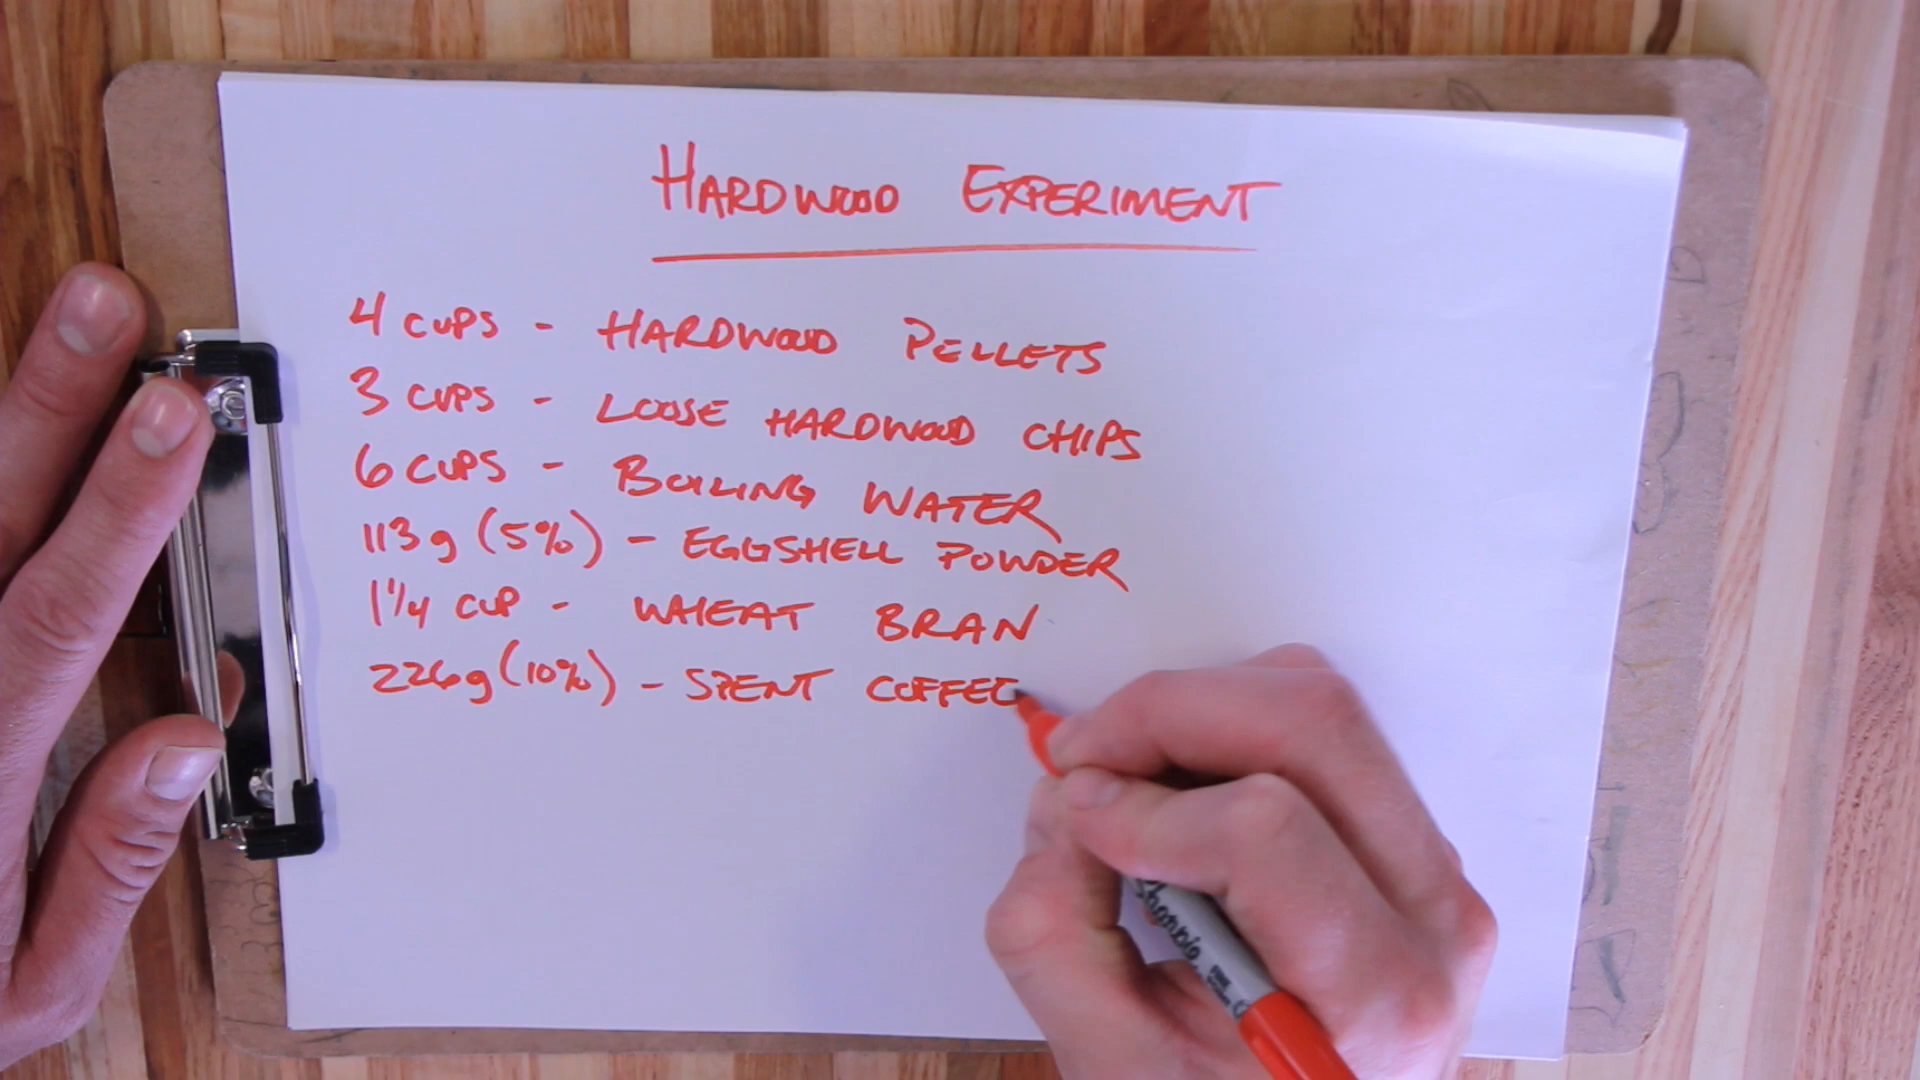 HARDWOOD EXPERIMENT
4 CUPS - HARDWOOD PELLETS
3 CUPS - LOOSE HARDWOOD CHIPS
6 CUPS - BOILING WATER
113g (5%) - EGGSHELL POWDER
1 1/4 CUP - WHEAT BRAN
226g (10%) - SPENT COFFEE
Sharpie